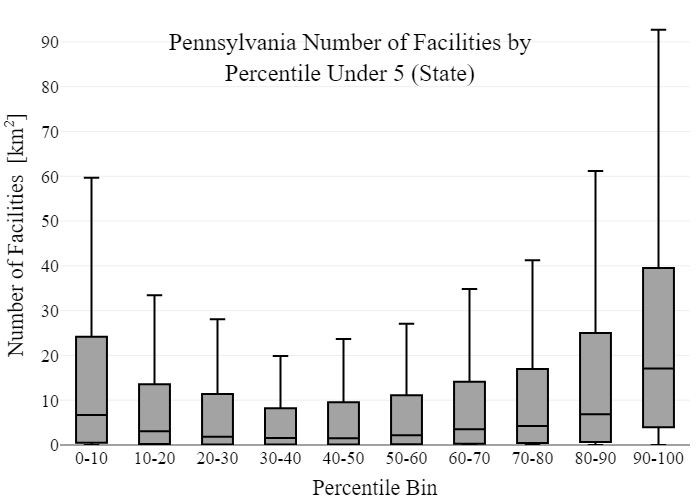 Pennsylvania Number of Facilities by
Percentile Under 5 (State)
Number of Facilities [km²]
90
80
70
60
50
40
30
20
10
0
0-10 10-20 20-30 30-40 40-50 50-60 60-70 70-80 80-90 90-100
Percentile Bin